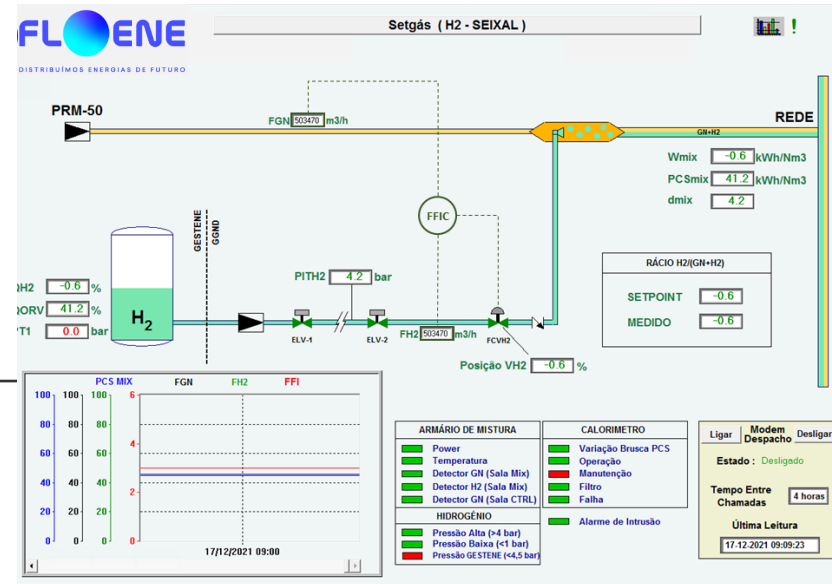 FLOENE
DISTRIBUÍMOS ENERGIAS DE FUTURO
Setgás ( H2 - SEIXAL )
!
PRM-50
FGN 503470 m3/h
REDE
GN+H2
Wmix -0.6 kWh/Nm3
PCSmix 41.2 kWh/Nm3
dmix 4.2
FFIC
GESTENE
GGND
PITH2 4.2 bar
RÁCIO H2/(GN+H2)
SETPOINT -0.6
MEDIDO -0.6
QH2 -0.6 %
QORV 41.2 %
PT1 0.0 bar
H2
ELV-1
ELV-2
FH2 503470 m3/h
FCVH2
Posição VH2 -0.6 %
PCS MIX FGN FH2 FFI
100 100 100 6
80 80 80
60 60 60 4
40 40 40
20 20 20 2
0 0 0 0
17/12/2021 09:00
ARMÁRIO DE MISTURA
Power
Temperatura
Detector GN (Sala Mix)
Detector H2 (Sala Mix)
Detector GN (Sala CTRL)
HIDROGÉNIO
Pressão Alta (>4 bar)
Pressão Baixa (<1 bar)
Pressão GESTENE (<4,5 bar)
CALORIMETRO
Variação Brusca PCS
Operação
Manutenção
Filtro
Falha
Alarme de Intrusão
Ligar Modem Despacho Desligar
Estado : Desligado
Tempo Entre Chamadas 4 horas
Última Leitura
17-12-2021 09:09:23